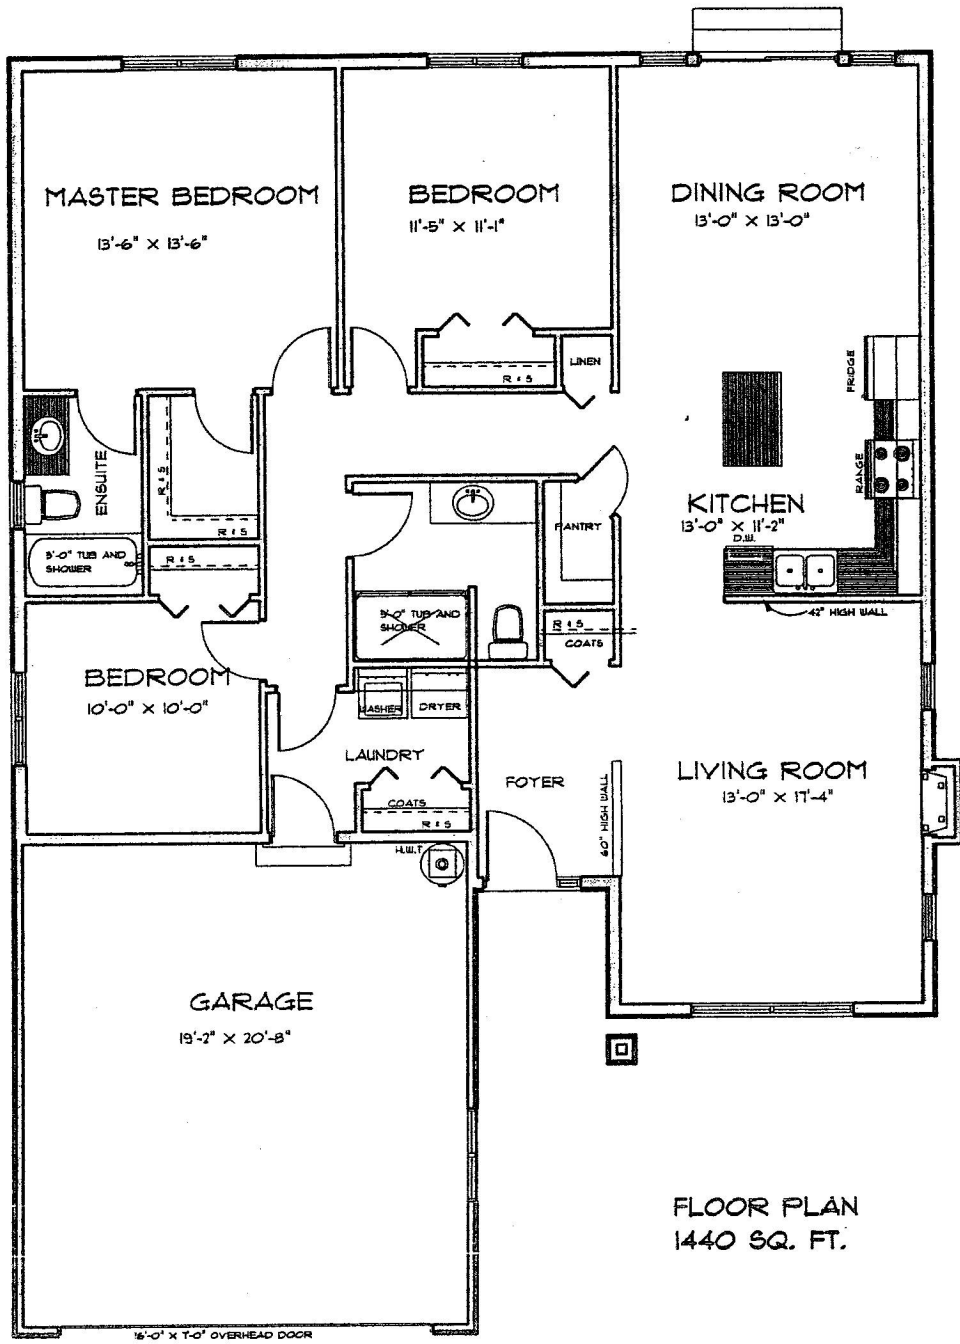 MASTER BEDROOM
13'-6" X 13'-6"
BEDROOM
11'-5" X 11'-1"
DINING ROOM
13'-0" X 13'-0"
LINEN
R & S
FRIDGE
ENSUITE
R & S
R & S
RANGE
KITCHEN
13'-0" X 11'-2"
D.W.
PANTRY
5'-0" TUB AND
SHOWER
R & S
5'-0" TUB AND
SHOWER
42" HIGH WALL
R & S
COATS
BEDROOM
10'-0" X 10'-0"
WASHER
DRYER
LAUNDRY
FOYER
LIVING ROOM
13'-0" X 17'-4"
60" HIGH WALL
COATS
R & S
H.W.T
GARAGE
19'-2" X 20'-8"
FLOOR PLAN
1440 SQ. FT.
16'-0" X 7'-0" OVERHEAD DOOR